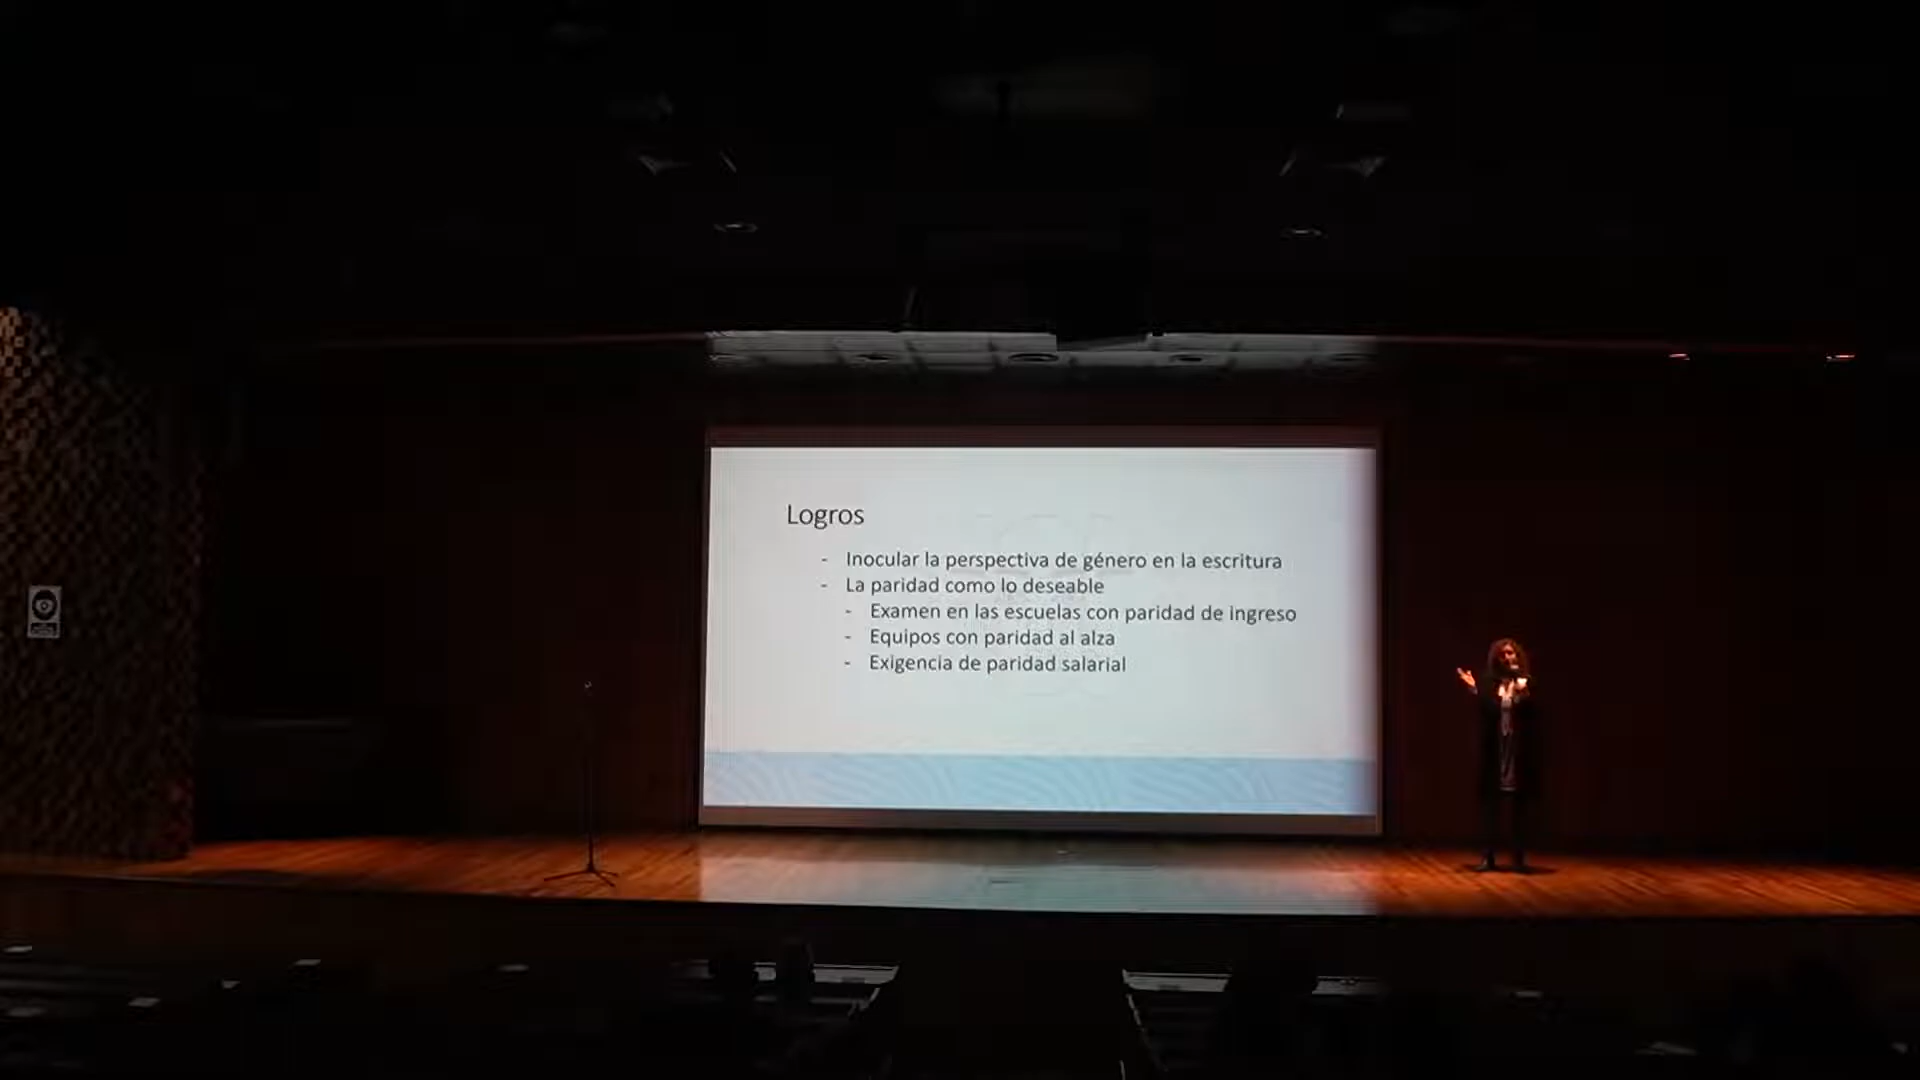 Logros
- Inocular la perspectiva de género en la escritura
- La paridad como lo deseable
- Examen en las escuelas con paridad de ingreso
- Equipos con paridad al alza
- Exigencia de paridad salarial